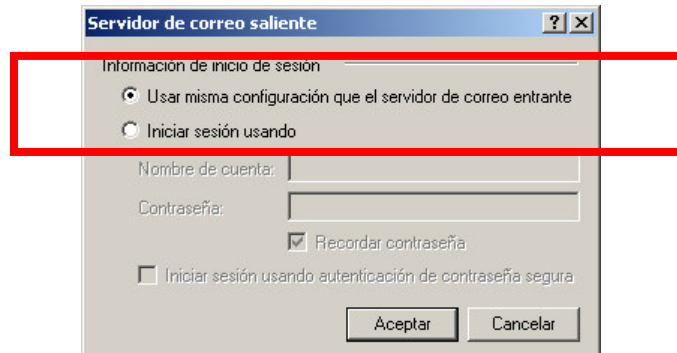 Servidor de correo saliente
Información de inicio de sesión
Usar misma configuración que el servidor de correo entrante
Iniciar sesión usando
Nombre de cuenta:
Contraseña:
Recordar contraseña
Iniciar sesión usando autenticación de contraseña segura
Aceptar Cancelar